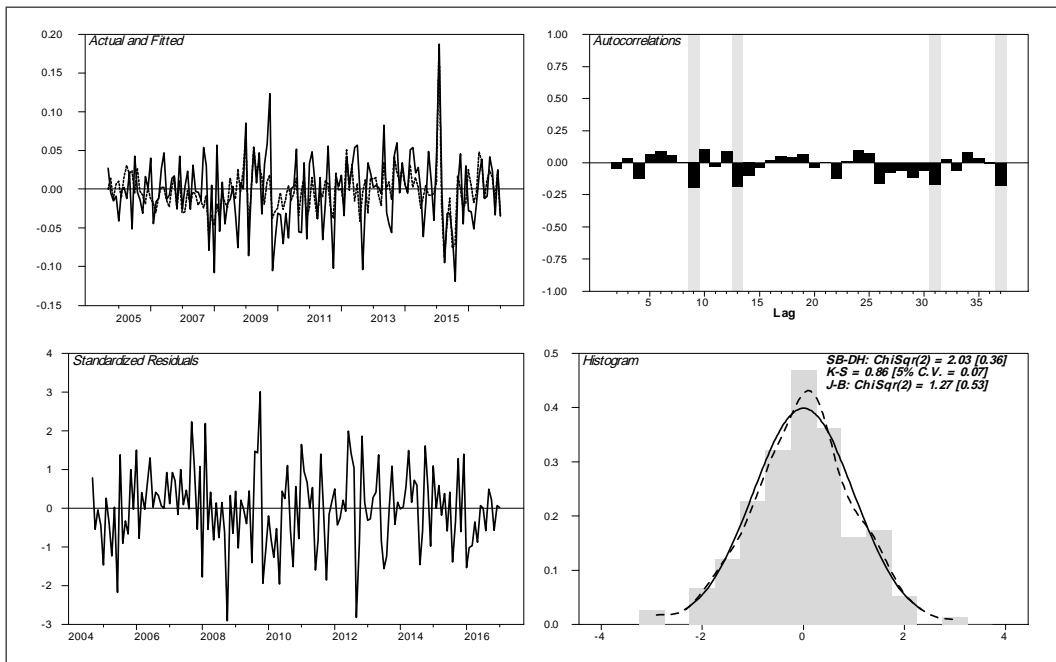 Actual and Fitted
0.20
0.15
0.10
0.05
0.00
-0.05
-0.10
-0.15
2005 2007 2009 2011 2013 2015
Autocorrelations
1.00
0.75
0.50
0.25
0.00
-0.25
-0.50
-0.75
-1.00
5 10 15 20 25 30 35
Lag
Standardized Residuals
4
3
2
1
0
-1
-2
-3
2004 2006 2008 2010 2012 2014 2016
Histogram
SB-DH: ChiSqr(2) = 2.03 [0.36]
K-S = 0.86 [5% C.V. = 0.07]
J-B: ChiSqr(2) = 1.27 [0.53]
0.5
0.4
0.3
0.2
0.1
0.0
-4 -2 0 2 4